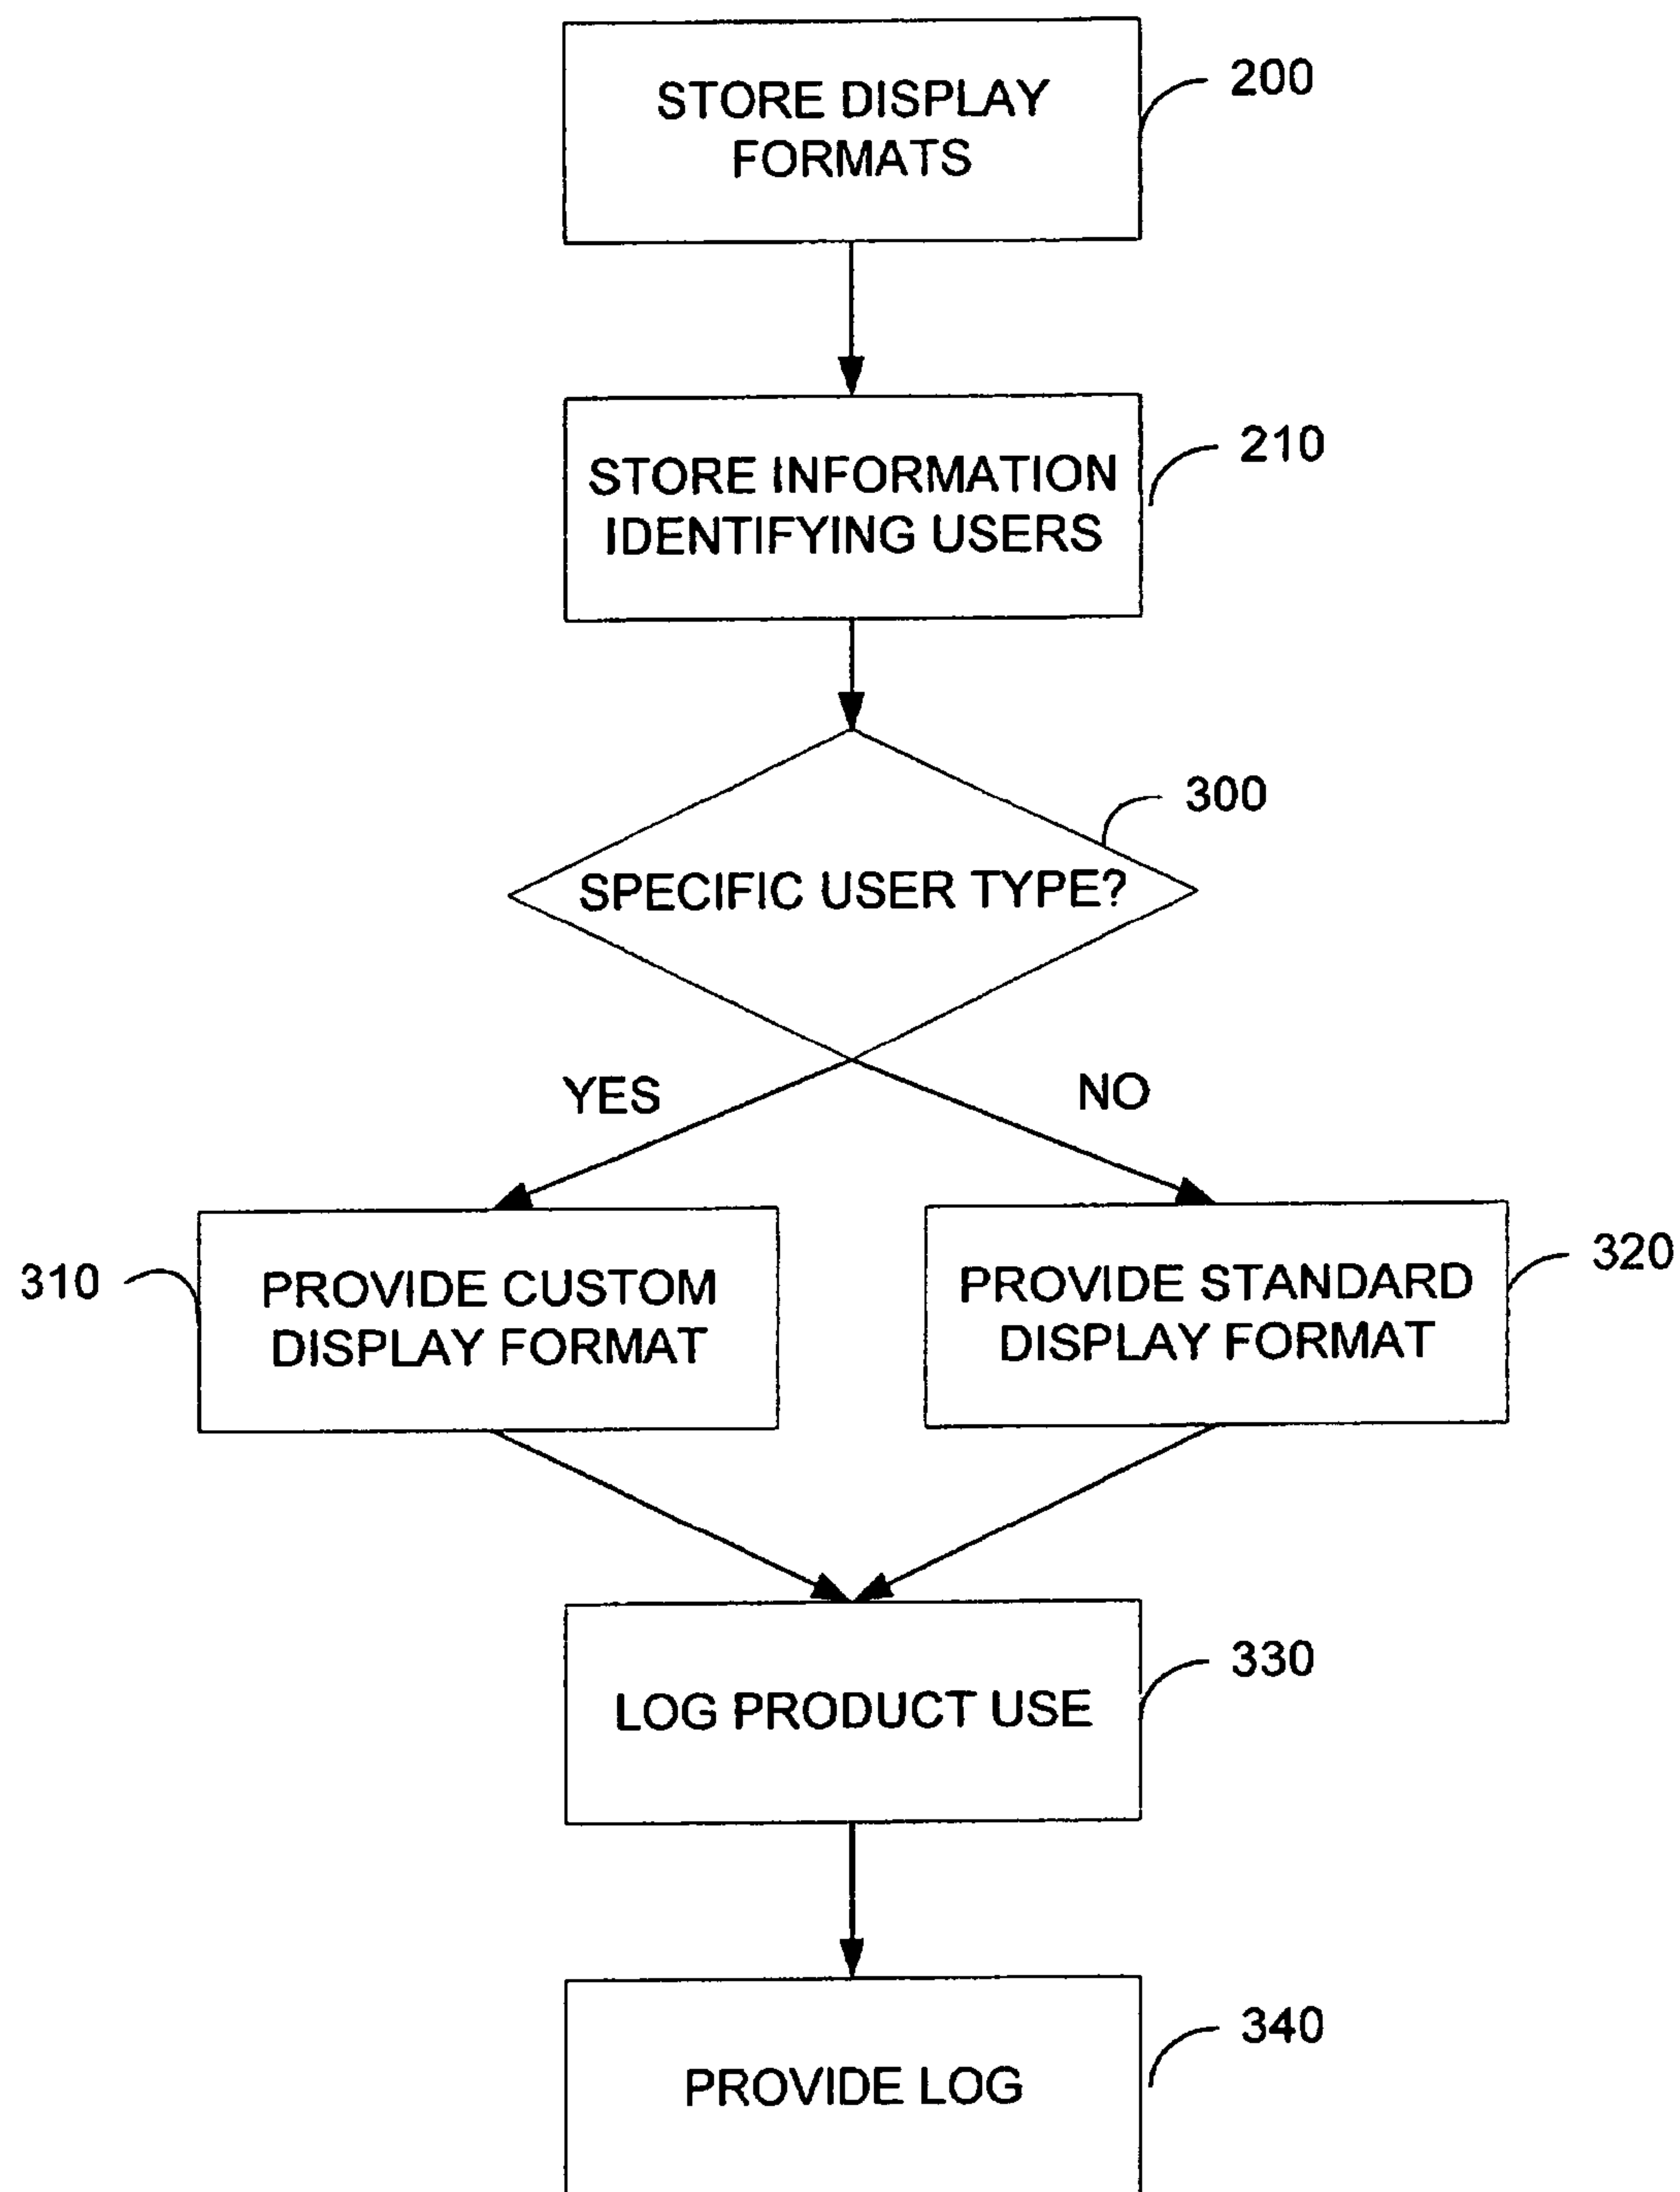 STORE DISPLAY
FORMATS
200
STORE INFORMATION
IDENTIFYING USERS
210
300
SPECIFIC USER TYPE?
YES
NO
310
PROVIDE CUSTOM
DISPLAY FORMAT
PROVIDE STANDARD
DISPLAY FORMAT
320
LOG PRODUCT USE
330
PROVIDE LOG
340